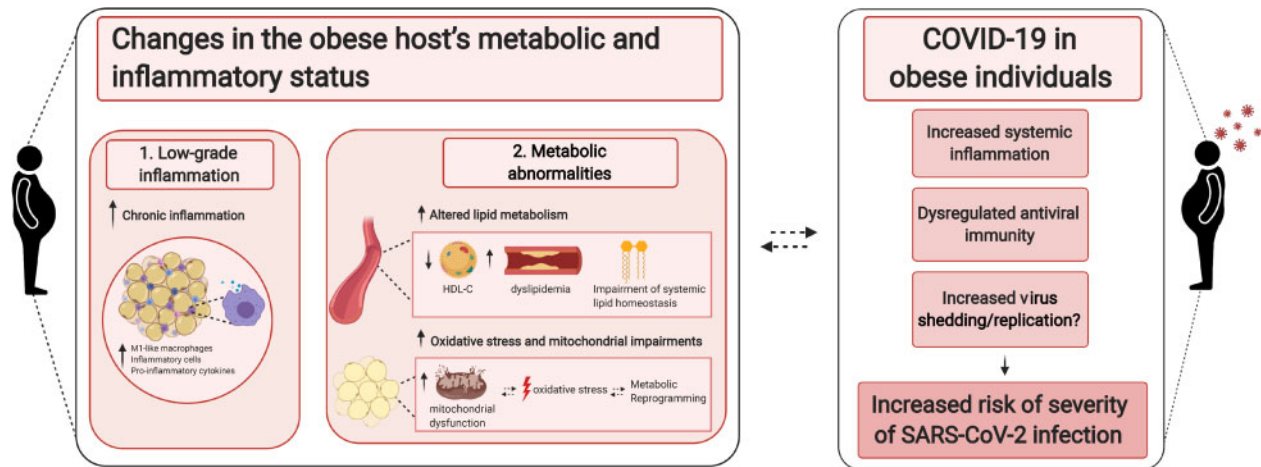 Changes in the obese host's metabolic and
inflammatory status
1. Low-grade
inflammation
Chronic inflammation
M1-like macrophages
Inflammatory cells
Pro-inflammatory cytokines
2. Metabolic
abnormalities
Altered lipid metabolism
HDL-C
dyslipidemia
Impairment of systemic
lipid homeostasis
Oxidative stress and mitochondrial impairments
mitochondrial
dysfunction
oxidative stress
Metabolic
Reprogramming
COVID-19 in
obese individuals
Increased systemic
inflammation
Dysregulated antiviral
immunity
Increased virus
shedding/replication?
Increased risk of severity
of SARS-CoV-2 infection